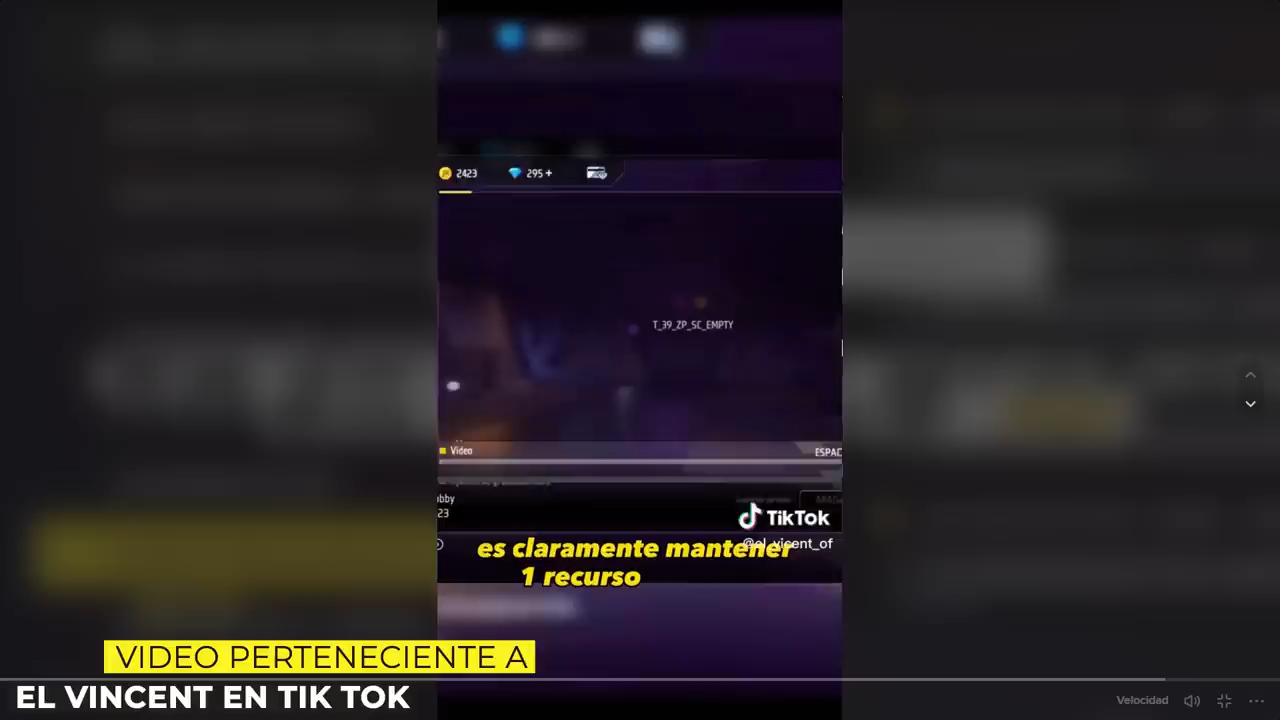 2423
295 +
T_39_ZP_SC_EMPTY
Video
ESPAC
obby
23
TikTok
@el_vicent_of
es claramente mantener
1 recurso
VIDEO PERTENECIENTE A
EL VINCENT EN TIK TOK
Velocidad